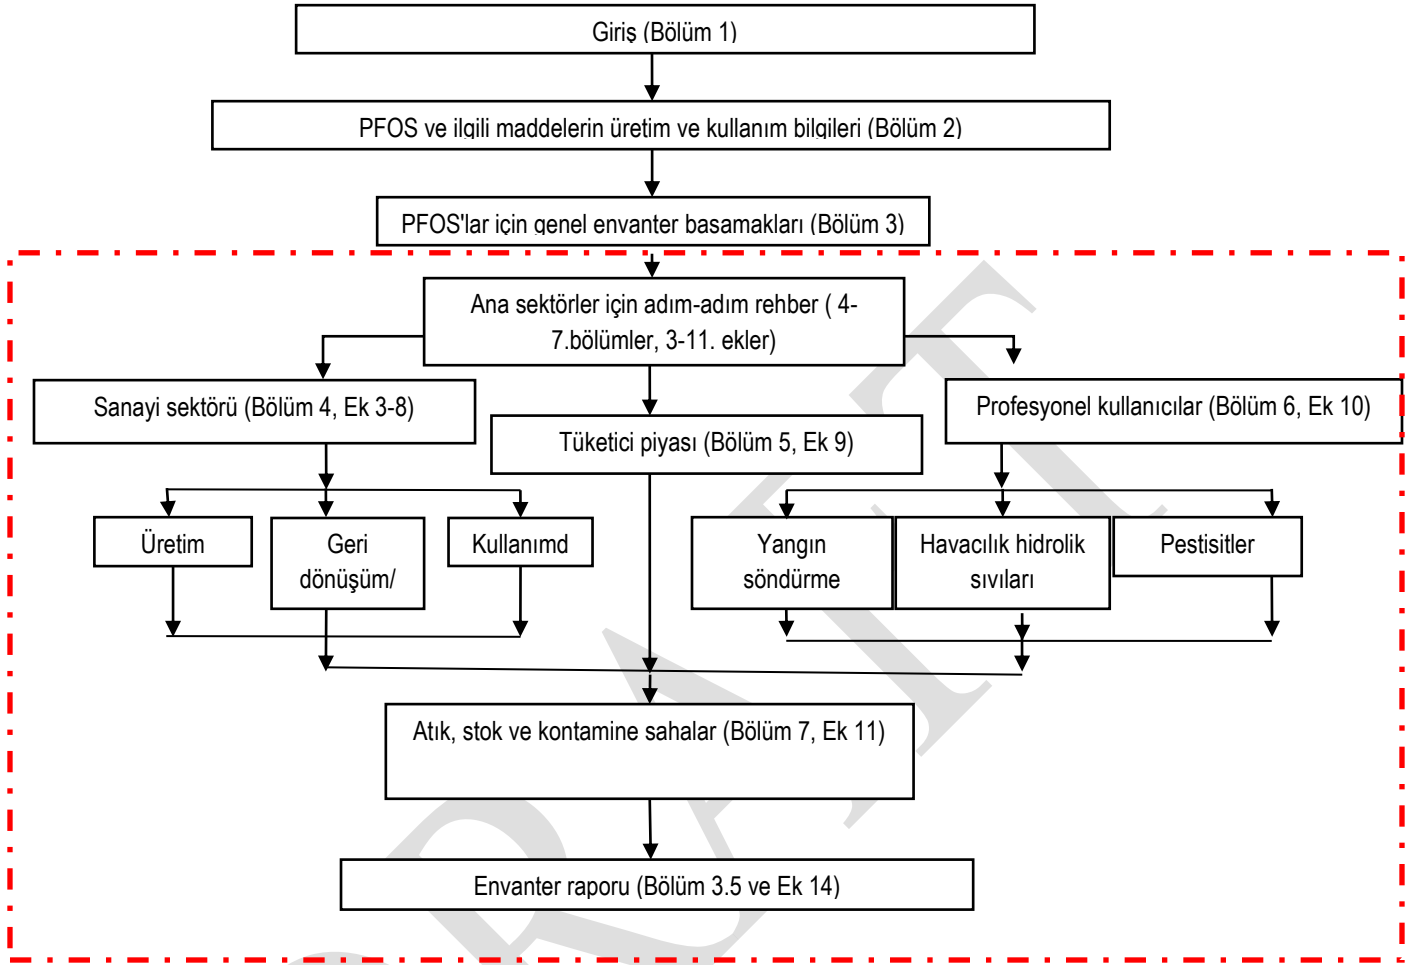 Giriş (Bölüm 1)
PFOS ve ilgili maddelerin üretim ve kullanım bilgileri (Bölüm 2)
PFOS'lar için genel envanter basamakları (Bölüm 3)
Ana sektörler için adım-adım rehber ( 4-
7.bölümler, 3-11. ekler)
Sanayi sektörü (Bölüm 4, Ek 3-8)
Tüketici piyası (Bölüm 5, Ek 9)
Profesyonel kullanıcılar (Bölüm 6, Ek 10)
Üretim
Geri
dönüşüm/
Kullanımd
Yangın
söndürme
Havacılık hidrolik
sıvıları
Pestisitler
Atık, stok ve kontamine sahalar (Bölüm 7, Ek 11)
Envanter raporu (Bölüm 3.5 ve Ek 14)
DRAFT